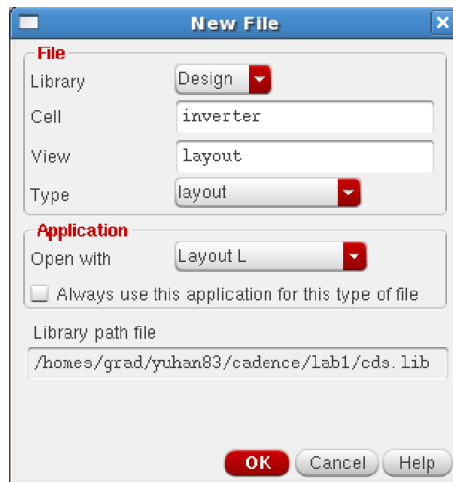 New File
File
Library Design
Cell inverter
View layout
Type layout
Application
Open with Layout L
Always use this application for this type of file
Library path file
/homes/grad/yuhan83/cadence/lab1/cds.lib
OK Cancel Help